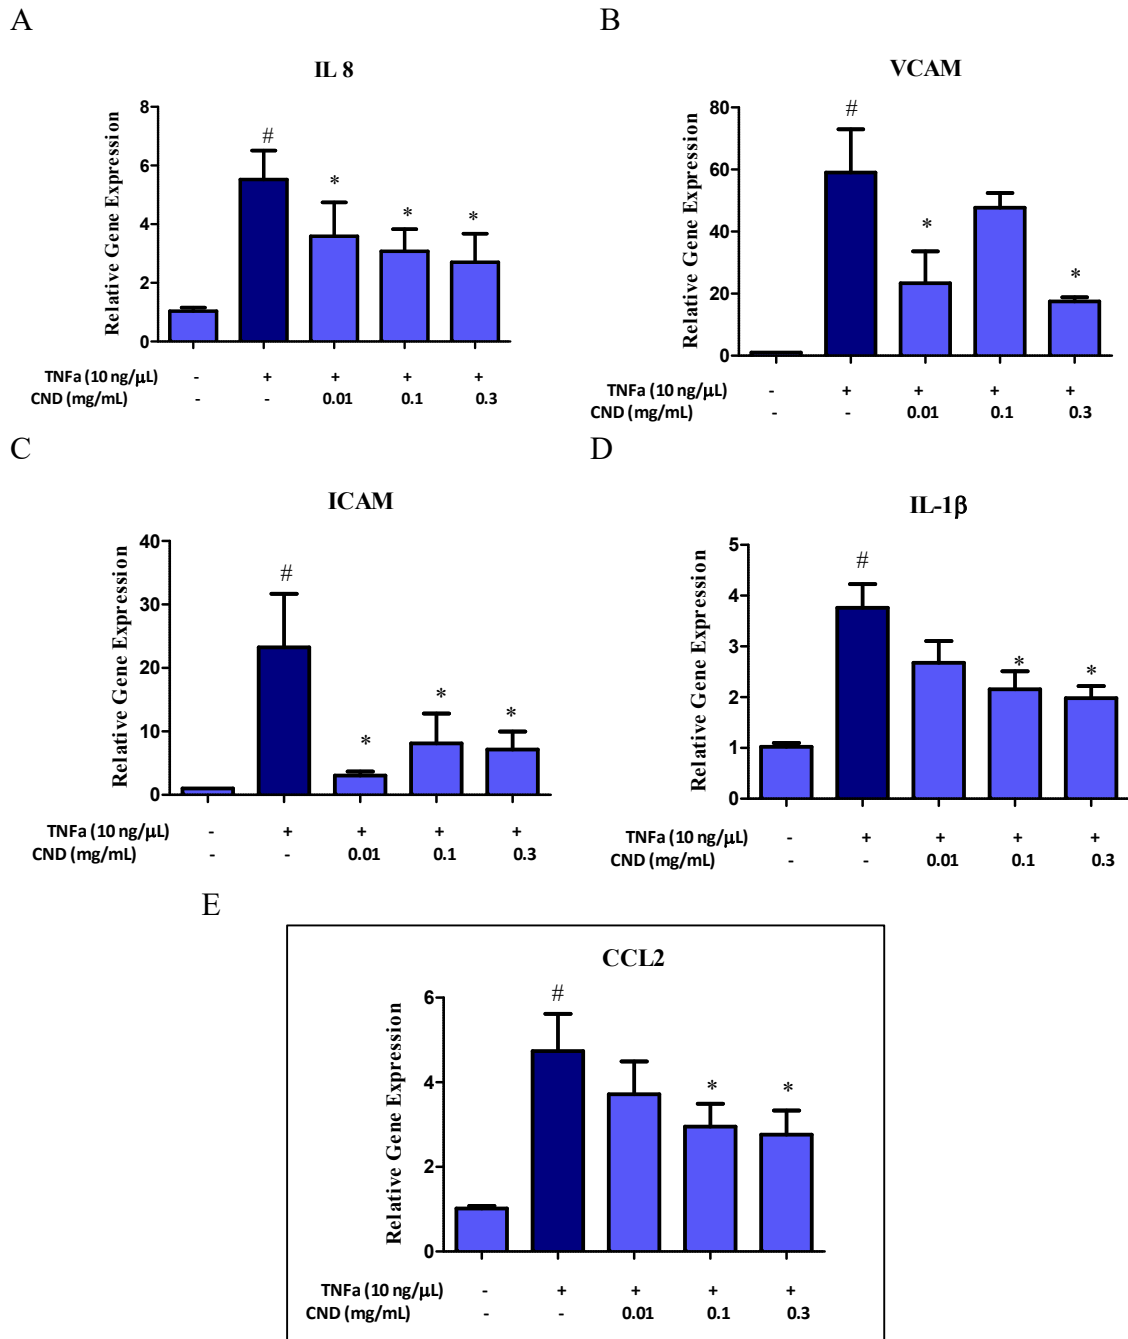 A
IL 8
Relative Gene Expression
8
6
4
2
0
#
*
*
*
TNFa (10 ng/µL) - + + + +
CND (mg/mL) - - 0.01 0.1 0.3
B
VCAM
Relative Gene Expression
80
60
40
20
0
#
*
*
TNFa (10 ng/µL) - + + + +
CND (mg/mL) - - 0.01 0.1 0.3
C
ICAM
Relative Gene Expression
40
30
20
10
0
#
*
*
*
TNFa (10 ng/µL) - + + + +
CND (mg/mL) - - 0.01 0.1 0.3
D
IL-1β
Relative Gene Expression
5
4
3
2
1
0
#
*
*
TNFa (10 ng/µL) - + + + +
CND (mg/mL) - - 0.01 0.1 0.3
E
CCL2
Relative Gene Expression
6
4
2
0
#
*
*
TNFa (10 ng/µL) - + + + +
CND (mg/mL) - - 0.01 0.1 0.3